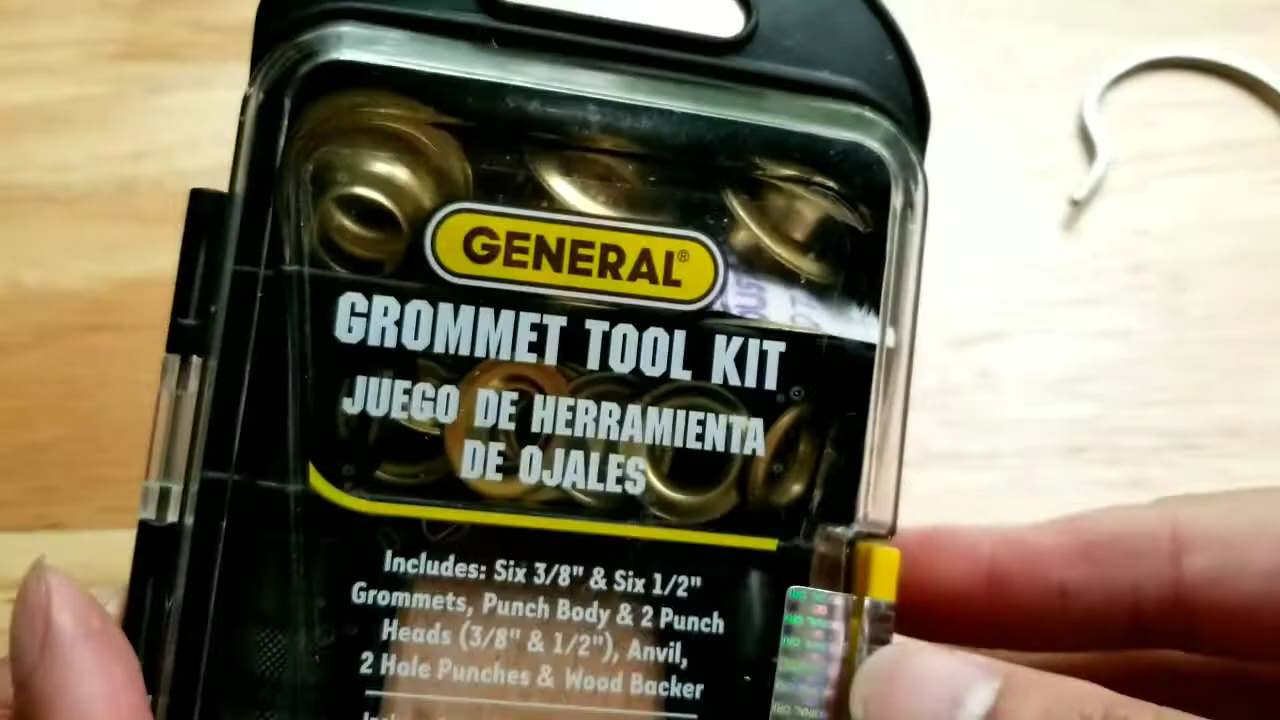 GENERAL®
GROMMET TOOL KIT
JUEGO DE HERRAMIENTA
DE OJALES
Includes: Six 3/8" & Six 1/2"
Grommets, Punch Body & 2 Punch
Heads (3/8" & 1/2"), Anvil,
2 Hole Punches & Wood Backer